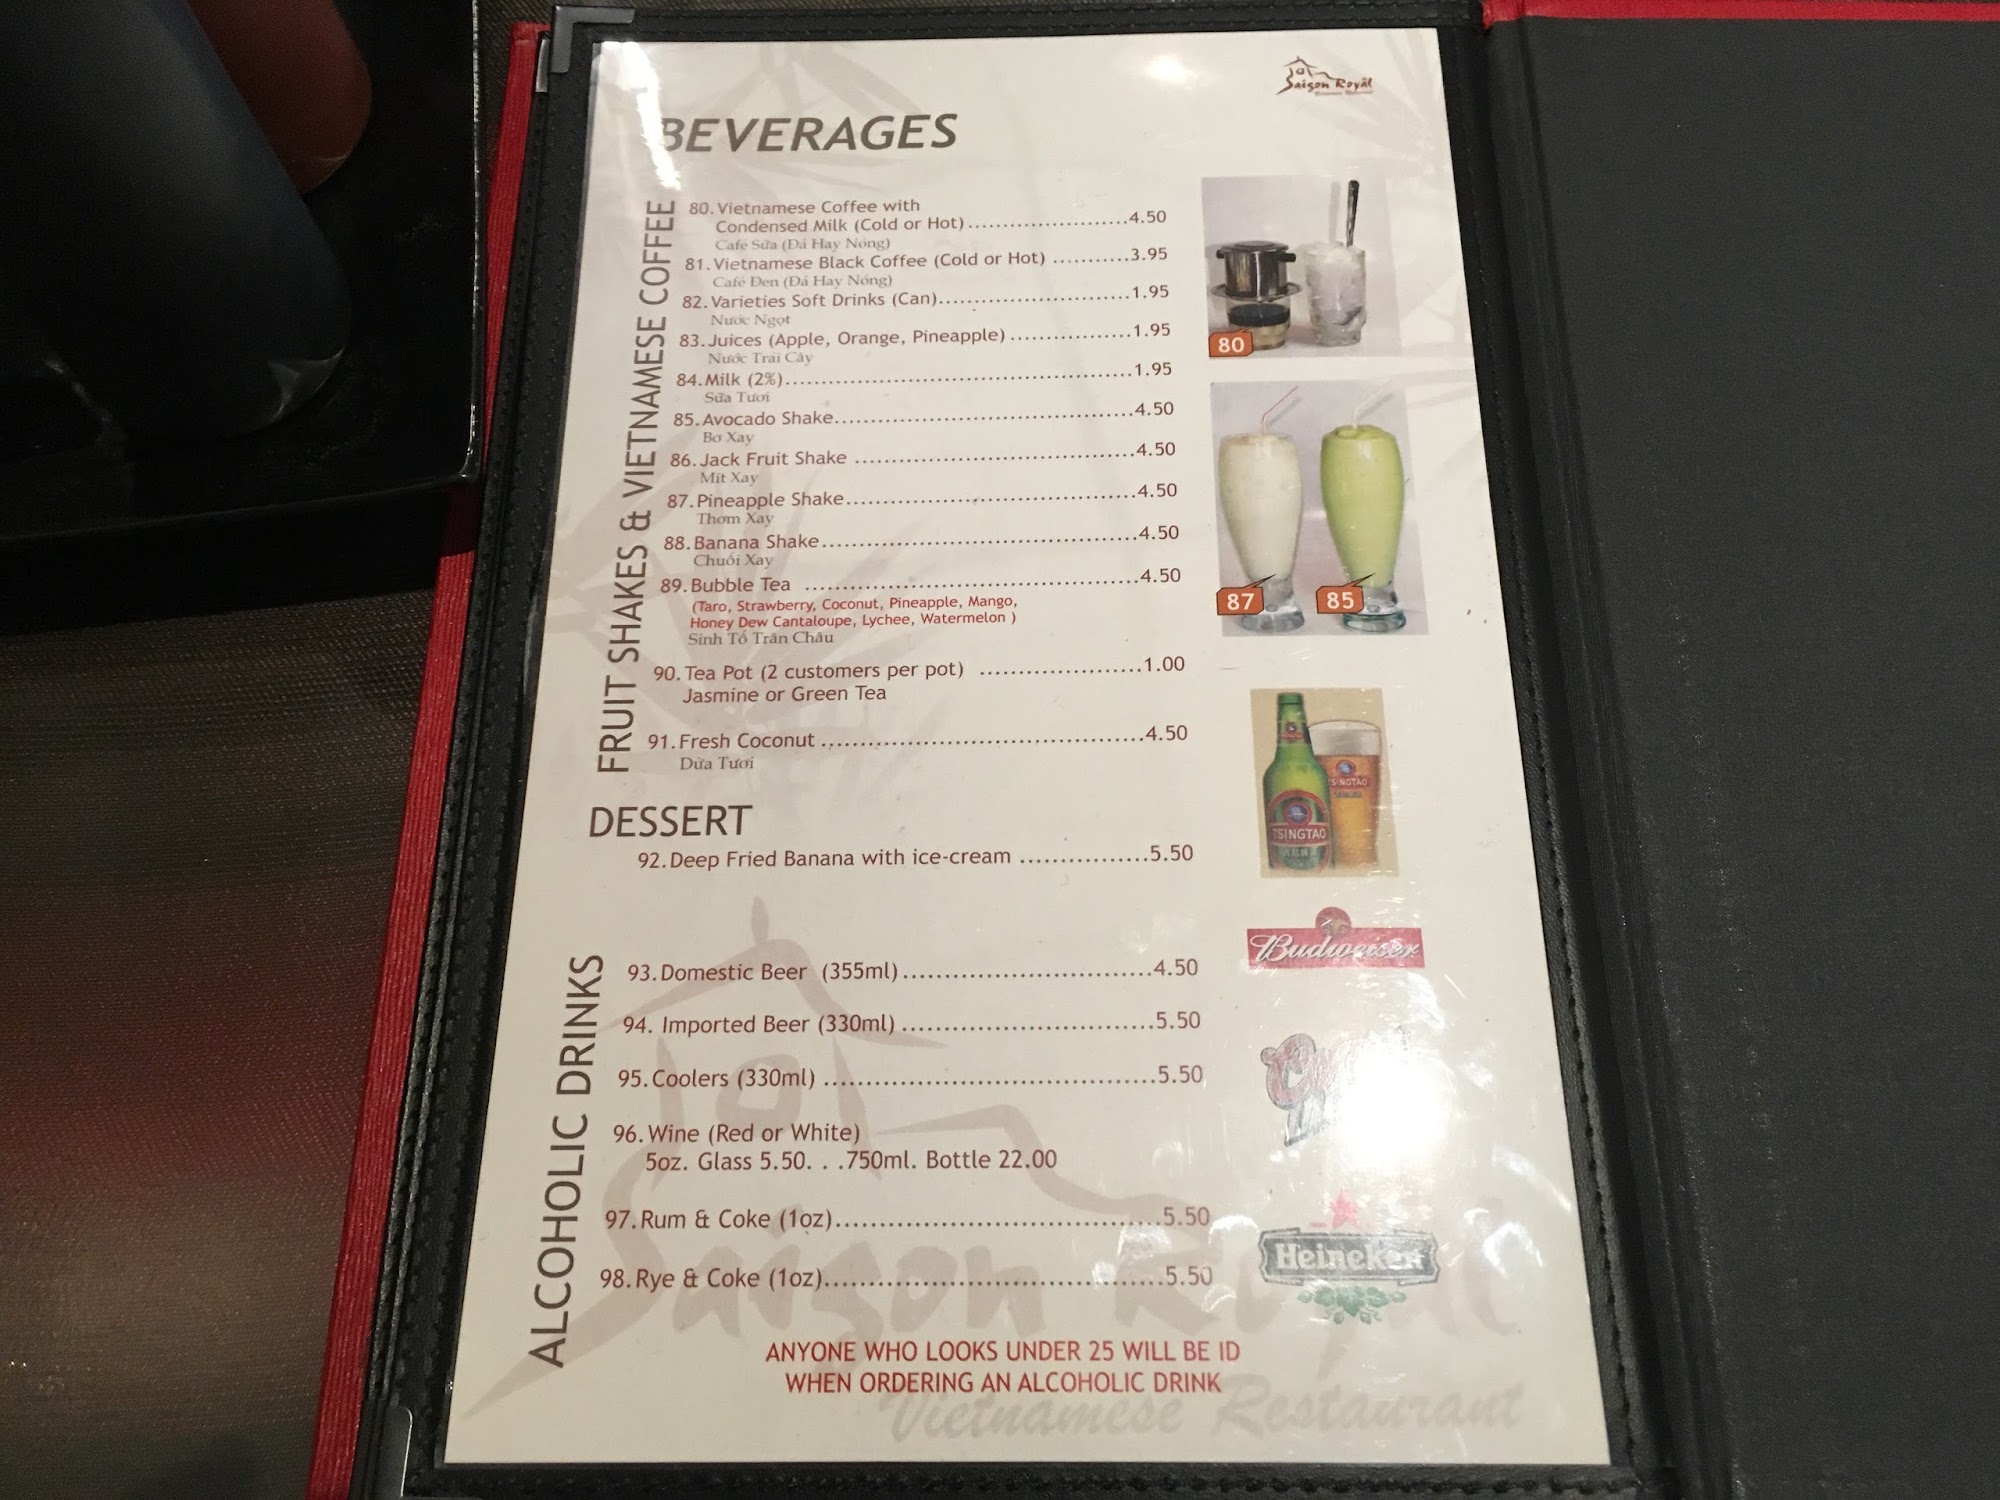 Saigon Royal
BEVERAGES
FRUIT SHAKES & VIETNAMESE COFFEE
80. Vietnamese Coffee with
Condensed Milk (Cold or Hot)..........................4.50
Café Sữa (Đá Hay Nóng)
81. Vietnamese Black Coffee (Cold or Hot) ...........3.95
Café Đen (Đá Hay Nóng)
82. Varieties Soft Drinks (Can)............................1.95
Nước Ngọt
83. Juices (Apple, Orange, Pineapple) ..................1.95
Nước Trái Cây
84. Milk (2%)....................................................1.95
Sữa Tươi
85. Avocado Shake.............................................4.50
Bơ Xay
86. Jack Fruit Shake ..........................................4.50
Mít Xay
87. Pineapple Shake...........................................4.50
Thơm Xay
88. Banana Shake...............................................4.50
Chuối Xay
89. Bubble Tea ..................................................4.50
(Taro, Strawberry, Coconut, Pineapple, Mango,
Honey Dew Cantaloupe, Lychee, Watermelon )
Sinh Tố Trân Châu
90. Tea Pot (2 customers per pot) ........................1.00
Jasmine or Green Tea
91. Fresh Coconut ................................................4.50
Dừa Tươi
80
87
85
TSINGTAO
TSINGTAO
DESSERT
92. Deep Fried Banana with ice-cream .................5.50
ALCOHOLIC DRINKS
93. Domestic Beer (355ml)..................................4.50
94. Imported Beer (330ml) ..................................5.50
95. Coolers (330ml) ............................................5.50
96. Wine (Red or White)
5oz. Glass 5.50. . .750ml. Bottle 22.00
97. Rum & Coke (1oz)...........................................5.50
98. Rye & Coke (1oz)............................................5.50
Budweiser
Heineken
ANYONE WHO LOOKS UNDER 25 WILL BE ID
WHEN ORDERING AN ALCOHOLIC DRINK
Saigon Royal
Vietnamese Restaurant